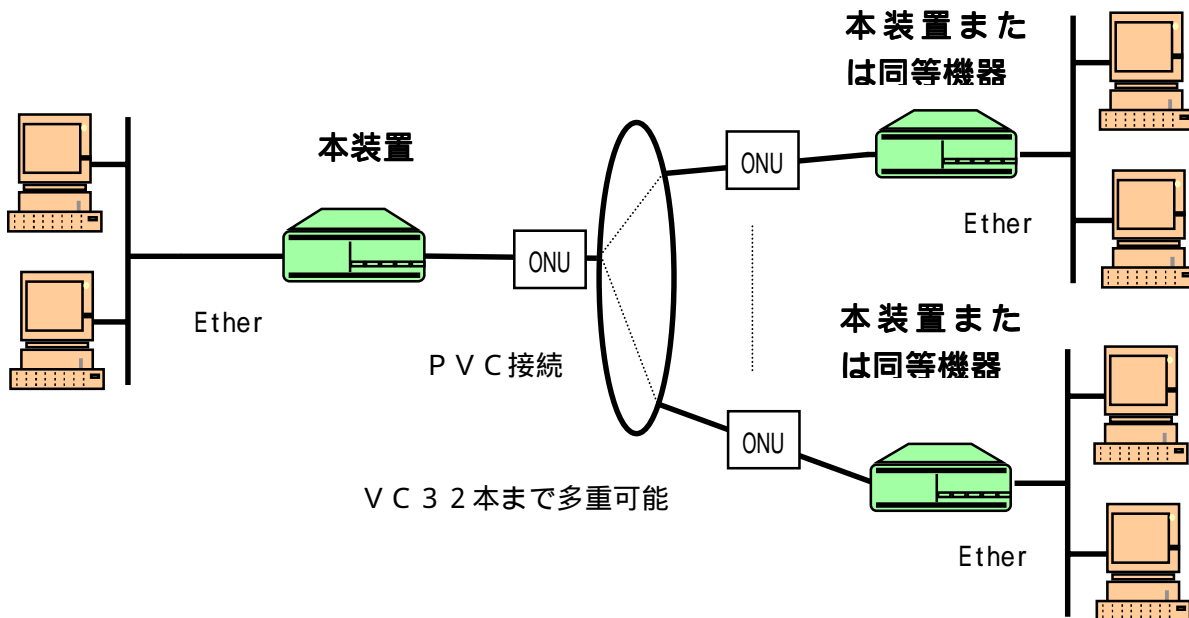 本装置また
は同等機器
本装置
ONU
ONU
Ether
Ether
ＰＶＣ接続
本装置また
は同等機器
ONU
ＶＣ３２本まで多重可能
Ether